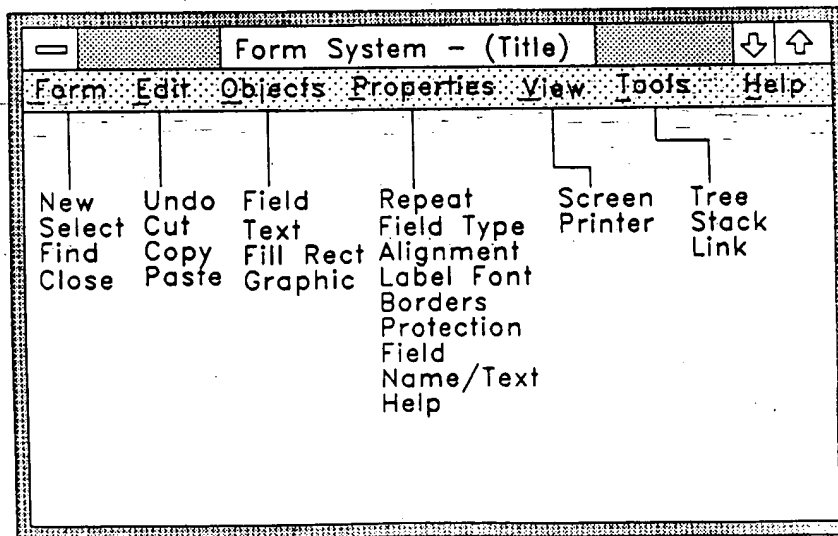 Form System - (Title)
Form Edit Objects Properties View Tools Help
New
Select
Find
Close
Undo
Cut
Copy
Paste
Field
Text
Fill Rect
Graphic
Repeat
Field Type
Alignment
Label Font
Borders
Protection
Field
Name/Text
Help
Screen
Printer
Tree
Stack
Link